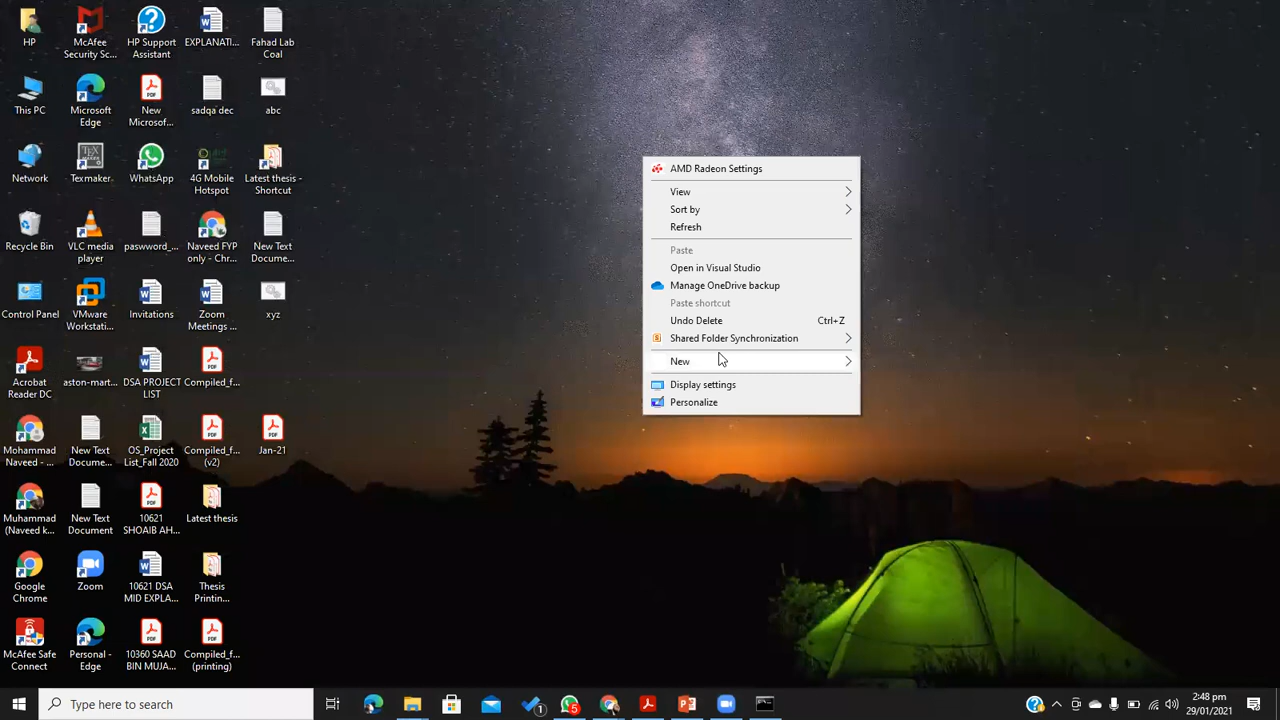 HP
McAfee
Security Sc...
HP Support
Assistant
EXPLANATI...
Fahad Lab
Coal
This PC
Microsoft
Edge
New
Microsof...
sadqa dec
abc
Network
Texmaker
WhatsApp
4G Mobile
Hotspot
Latest thesis -
Shortcut
Recycle Bin
VLC media
player
paswword_...
Naveed FYP
only - Chr...
New Text
Docume...
Control Panel
VMware
Workstati...
Invitations
Zoom
Meetings ...
xyz
Acrobat
Reader DC
aston-mart...
DSA PROJECT
LIST
Compiled_f...
Mohammad
Naveed - ...
New Text
Docume...
OS_Project
List_Fall 2020
Compiled_f...
(v2)
Jan-21
Muhammad
(Naveed k...
New Text
Document
10621
SHOAIB AH...
Latest thesis
Google
Chrome
Zoom
10621 DSA
MID EXPLA...
Thesis
Printin...
McAfee Safe
Connect
Personal -
Edge
10360 SAAD
BIN MUJA...
Compiled_f...
(printing)
AMD Radeon Settings
View
Sort by
Refresh
Paste
Open in Visual Studio
Manage OneDrive backup
Paste shortcut
Undo Delete Ctrl+Z
Shared Folder Synchronization
New
Display settings
Personalize
Type here to search
1
5
2:48 pm
29/01/2021